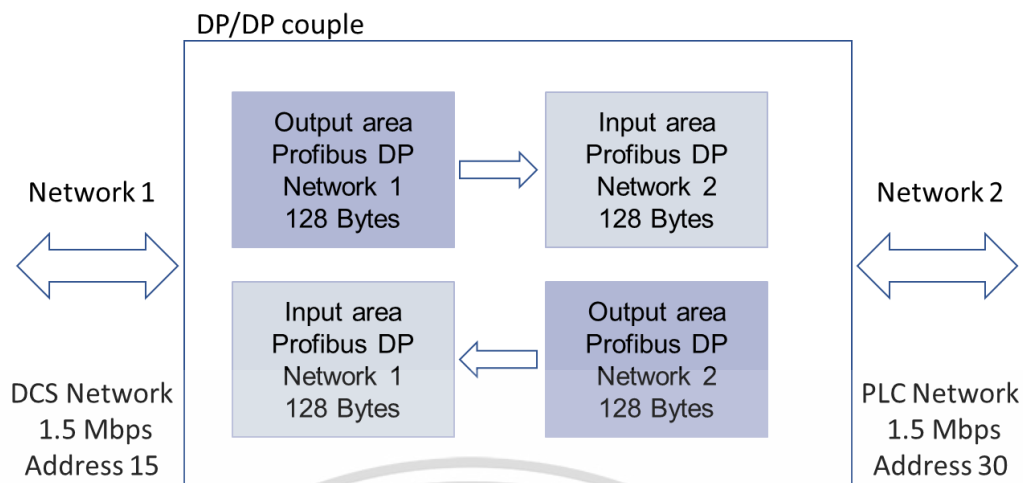 DP/DP couple
Network 1
Output area
Profibus DP
Network 1
128 Bytes
Input area
Profibus DP
Network 2
128 Bytes
Network 2
Input area
Profibus DP
Network 1
128 Bytes
Output area
Profibus DP
Network 2
128 Bytes
DCS Network
1.5 Mbps
Address 15
PLC Network
1.5 Mbps
Address 30